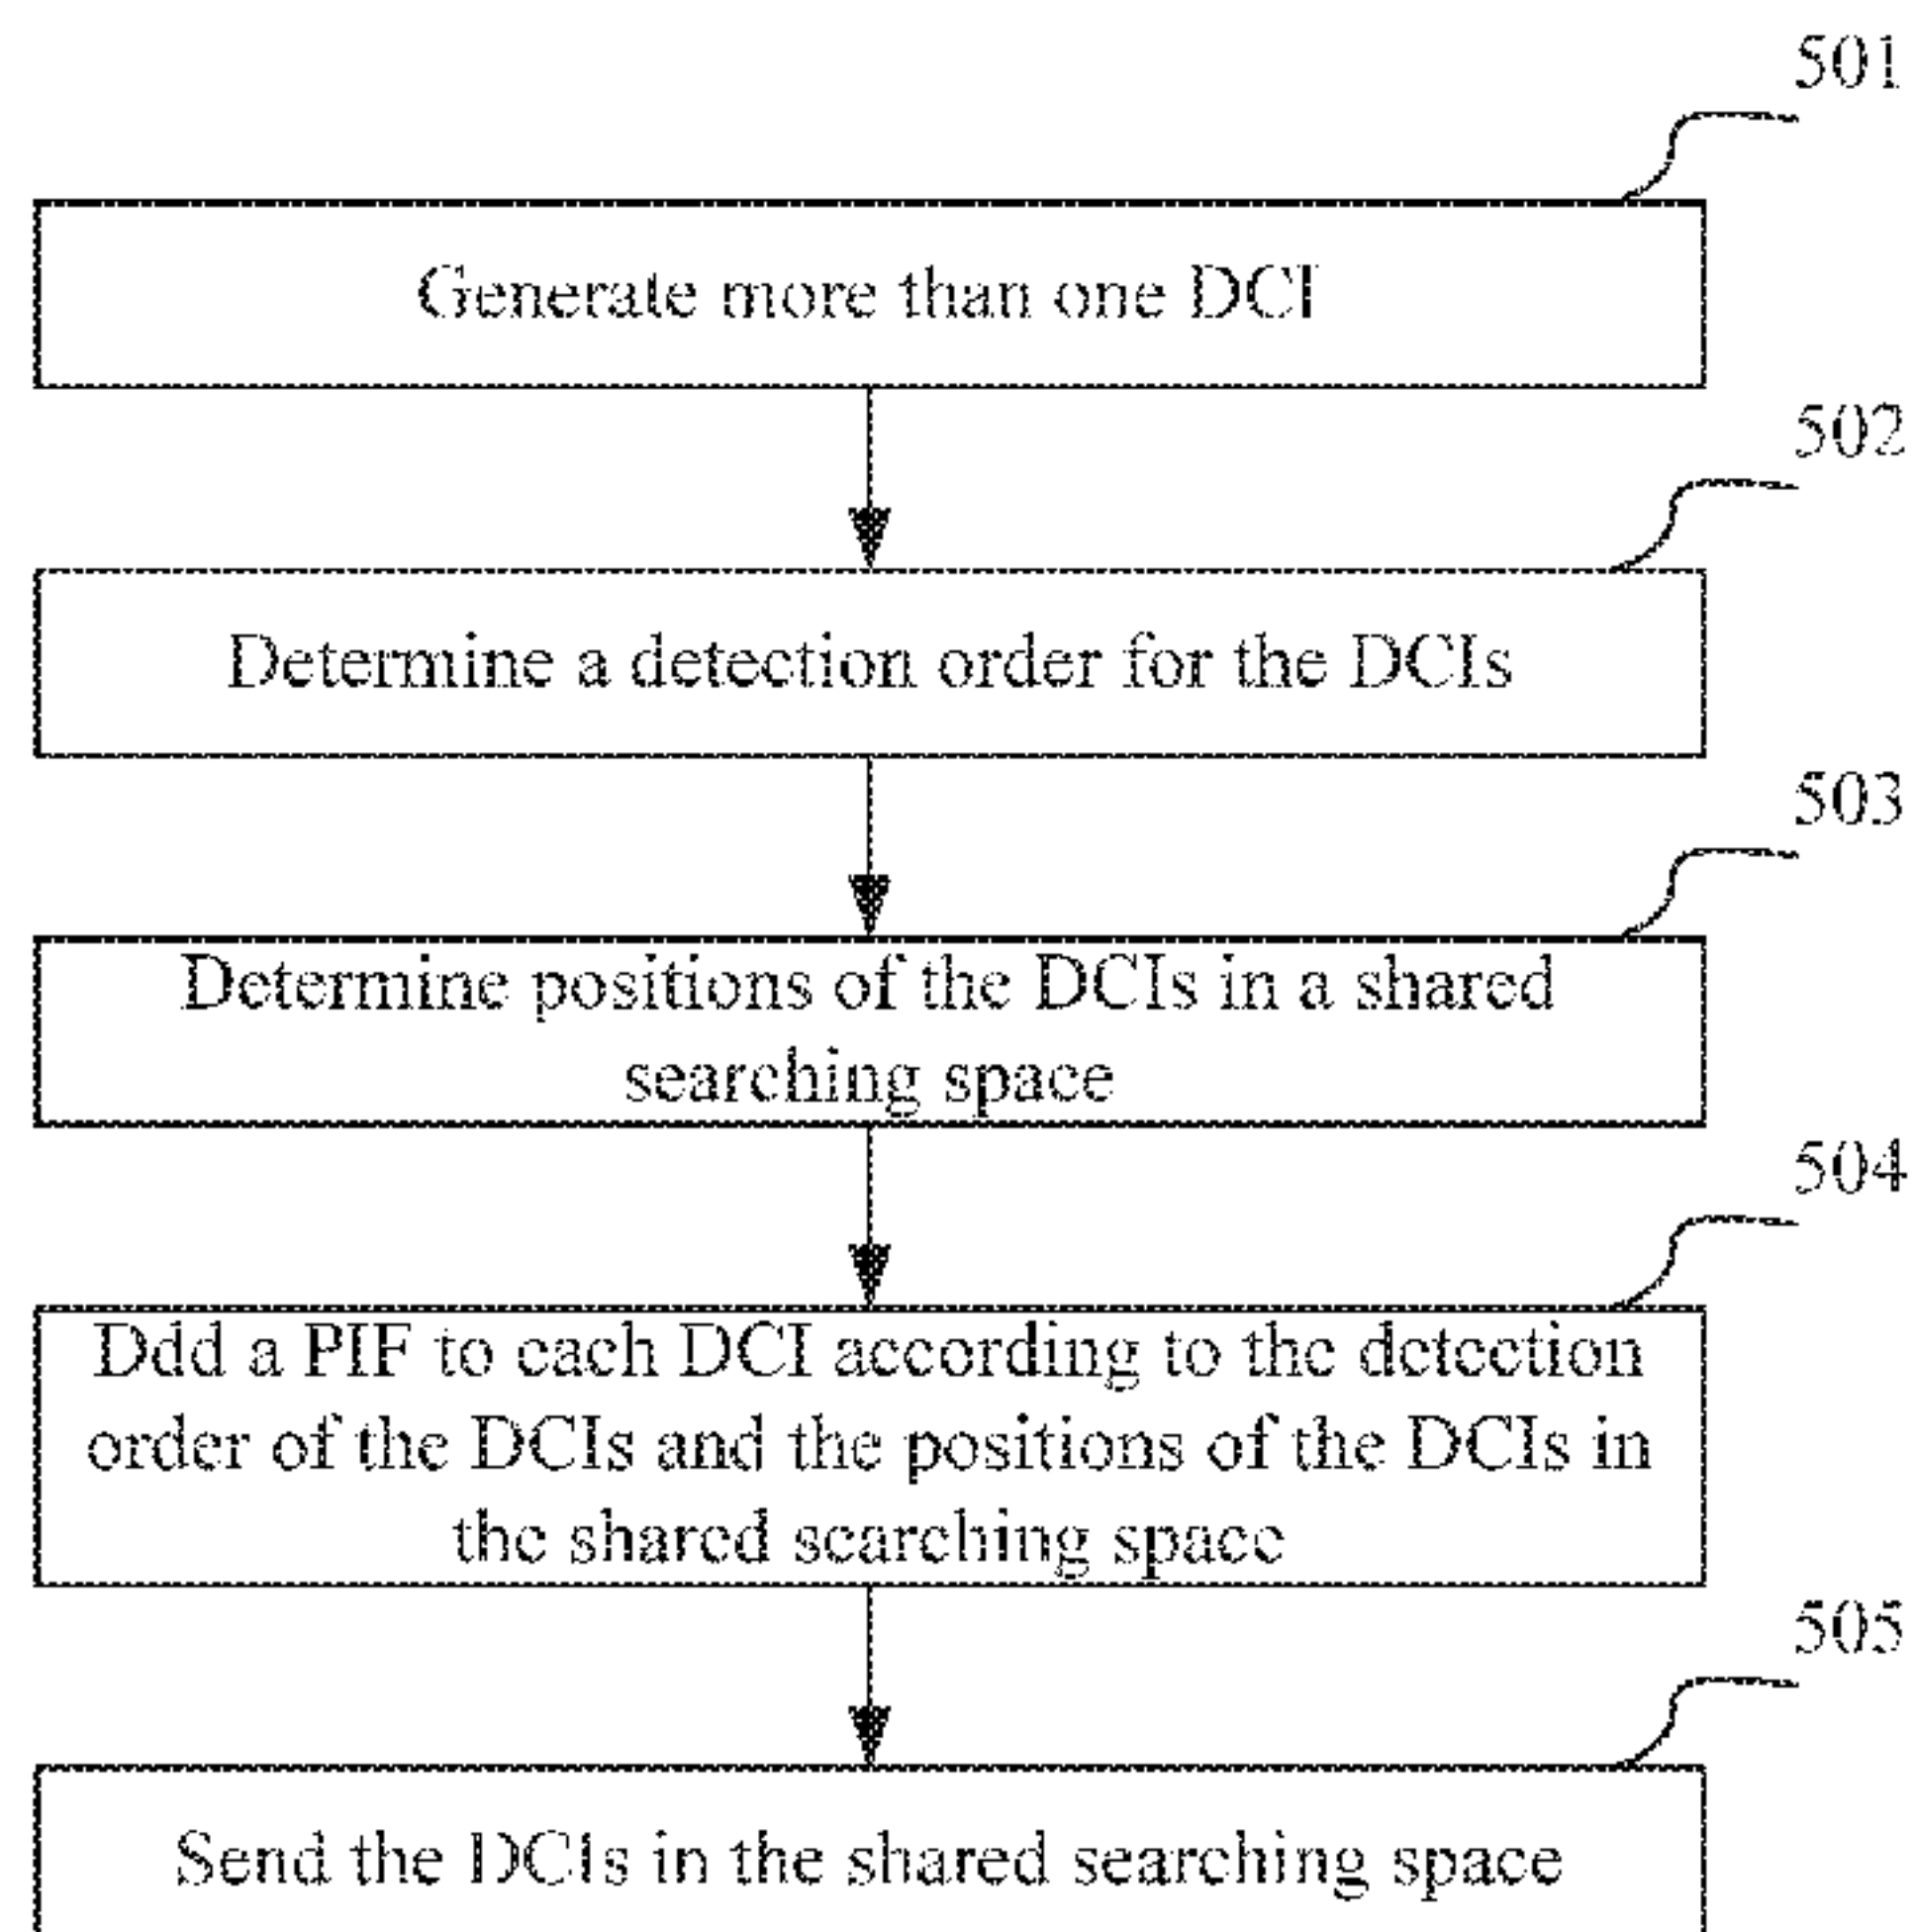 501
Generate more than one DCI
502
Determine a detection order for the DCIs
503
Determine positions of the DCIs in a shared
searching space
504
Ddd a PIF to each DCI according to the detection
order of the DCIs and the positions of the DCIs in
the shared searching space
505
Send the DCIs in the shared searching space